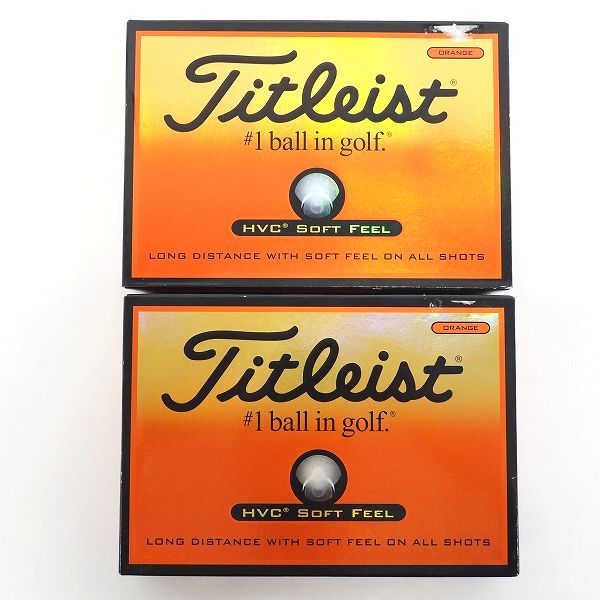 ORANGE
Titleist®
#1 ball in golf.®
HVC® SOFT FEEL
LONG DISTANCE WITH SOFT FEEL ON ALL SHOTS
ORANGE
Titleist®
#1 ball in golf.®
HVC® SOFT FEEL
LONG DISTANCE WITH SOFT FEEL ON ALL SHOTS